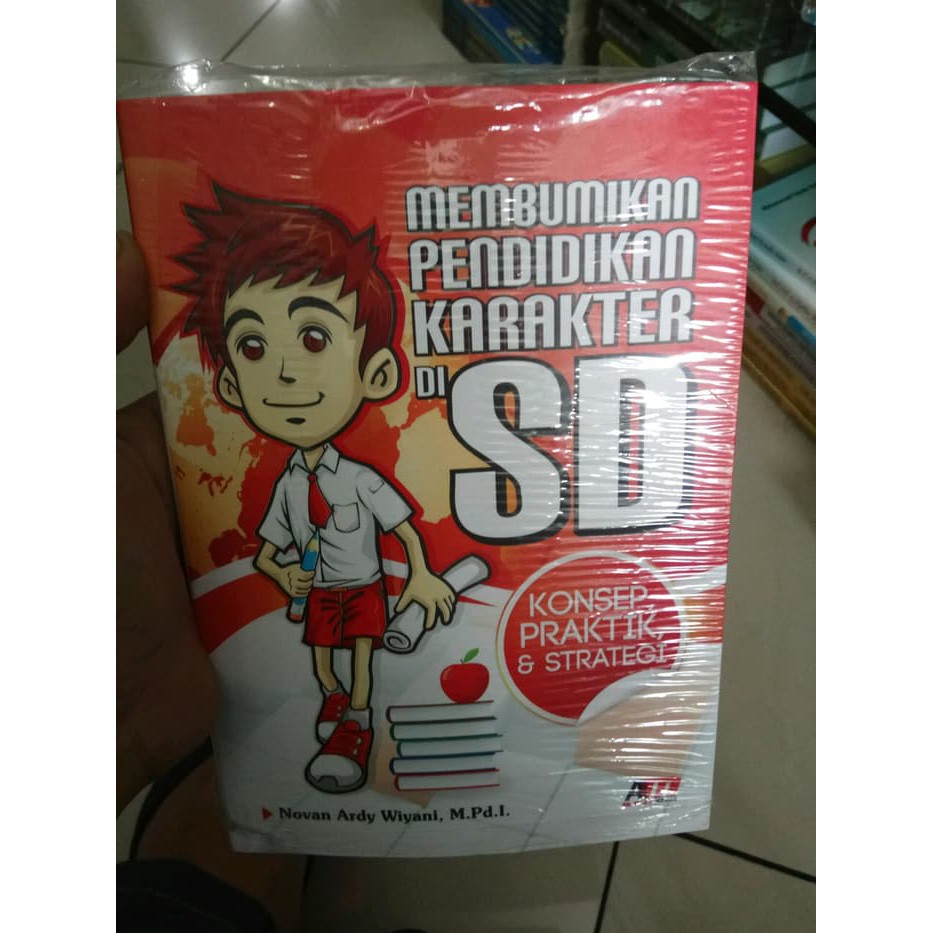 MEMBUMIKAN
PENDIDIKAN
KARAKTER
DI SD
KONSEP,
PRAKTIK,
& STRATEGI
Novan Ardy Wiyani, M.Pd.I.